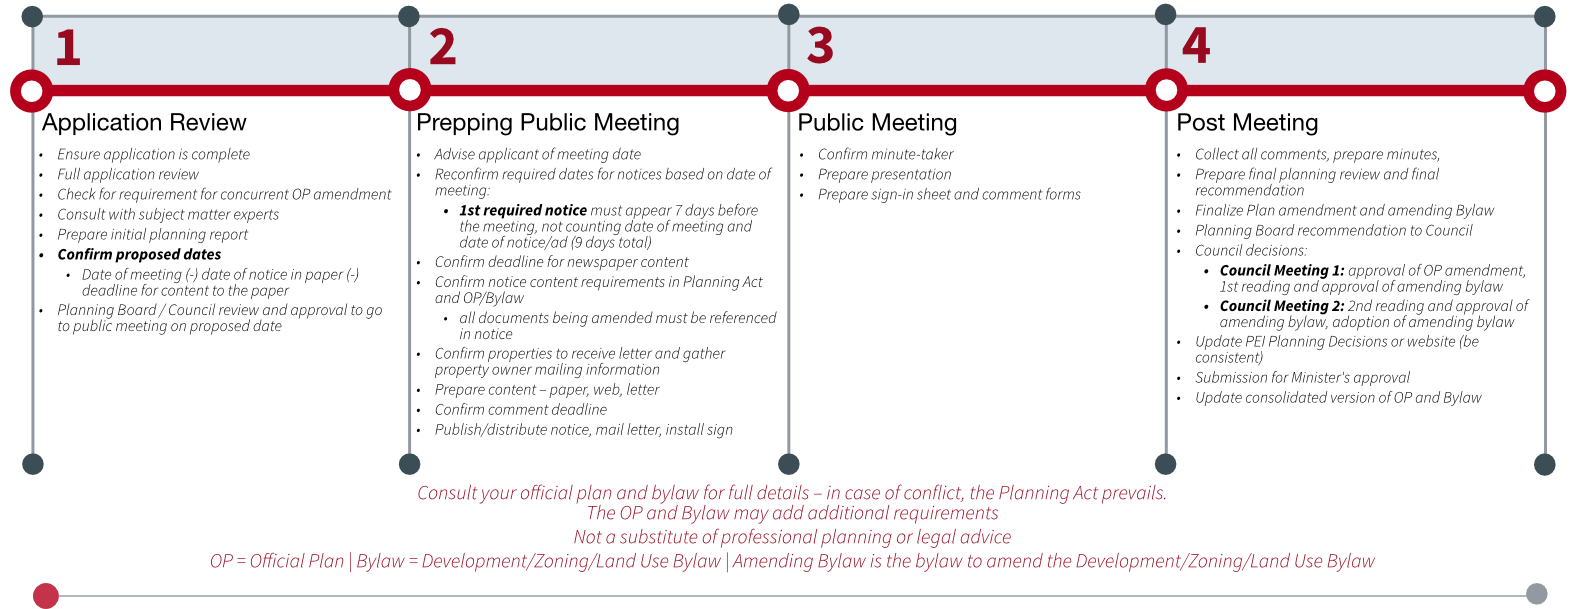 1
Application Review
• Ensure application is complete
• Full application review
• Check for requirement for concurrent OP amendment
• Consult with subject matter experts
• Prepare initial planning report
• Confirm proposed dates
• Date of meeting (-) date of notice in paper (-)
deadline for content to the paper
• Planning Board / Council review and approval to go
to public meeting on proposed date
2
Prepping Public Meeting
• Advise applicant of meeting date
• Reconfirm required dates for notices based on date of
meeting:
• 1st required notice must appear 7 days before
the meeting, not counting date of meeting and
date of notice/ad (9 days total)
• Confirm deadline for newspaper content
• Confirm notice content requirements in Planning Act
and OP/Bylaw
• all documents being amended must be referenced
in notice
• Confirm properties to receive letter and gather
property owner mailing information
• Prepare content – paper, web, letter
• Confirm comment deadline
• Publish/distribute notice, mail letter, install sign
3
Public Meeting
• Confirm minute-taker
• Prepare presentation
• Prepare sign-in sheet and comment forms
4
Post Meeting
• Collect all comments, prepare minutes,
• Prepare final planning review and final
recommendation
• Finalize Plan amendment and amending Bylaw
• Planning Board recommendation to Council
• Council decisions:
• Council Meeting 1: approval of OP amendment,
1st reading and approval of amending bylaw
• Council Meeting 2: 2nd reading and approval of
amending bylaw, adoption of amending bylaw
• Update PEI Planning Decisions or website (be
consistent)
• Submission for Minister's approval
• Update consolidated version of OP and Bylaw
Consult your official plan and bylaw for full details – in case of conflict, the Planning Act prevails.
The OP and Bylaw may add additional requirements
Not a substitute of professional planning or legal advice
OP = Official Plan | Bylaw = Development/Zoning/Land Use Bylaw | Amending Bylaw is the bylaw to amend the Development/Zoning/Land Use Bylaw